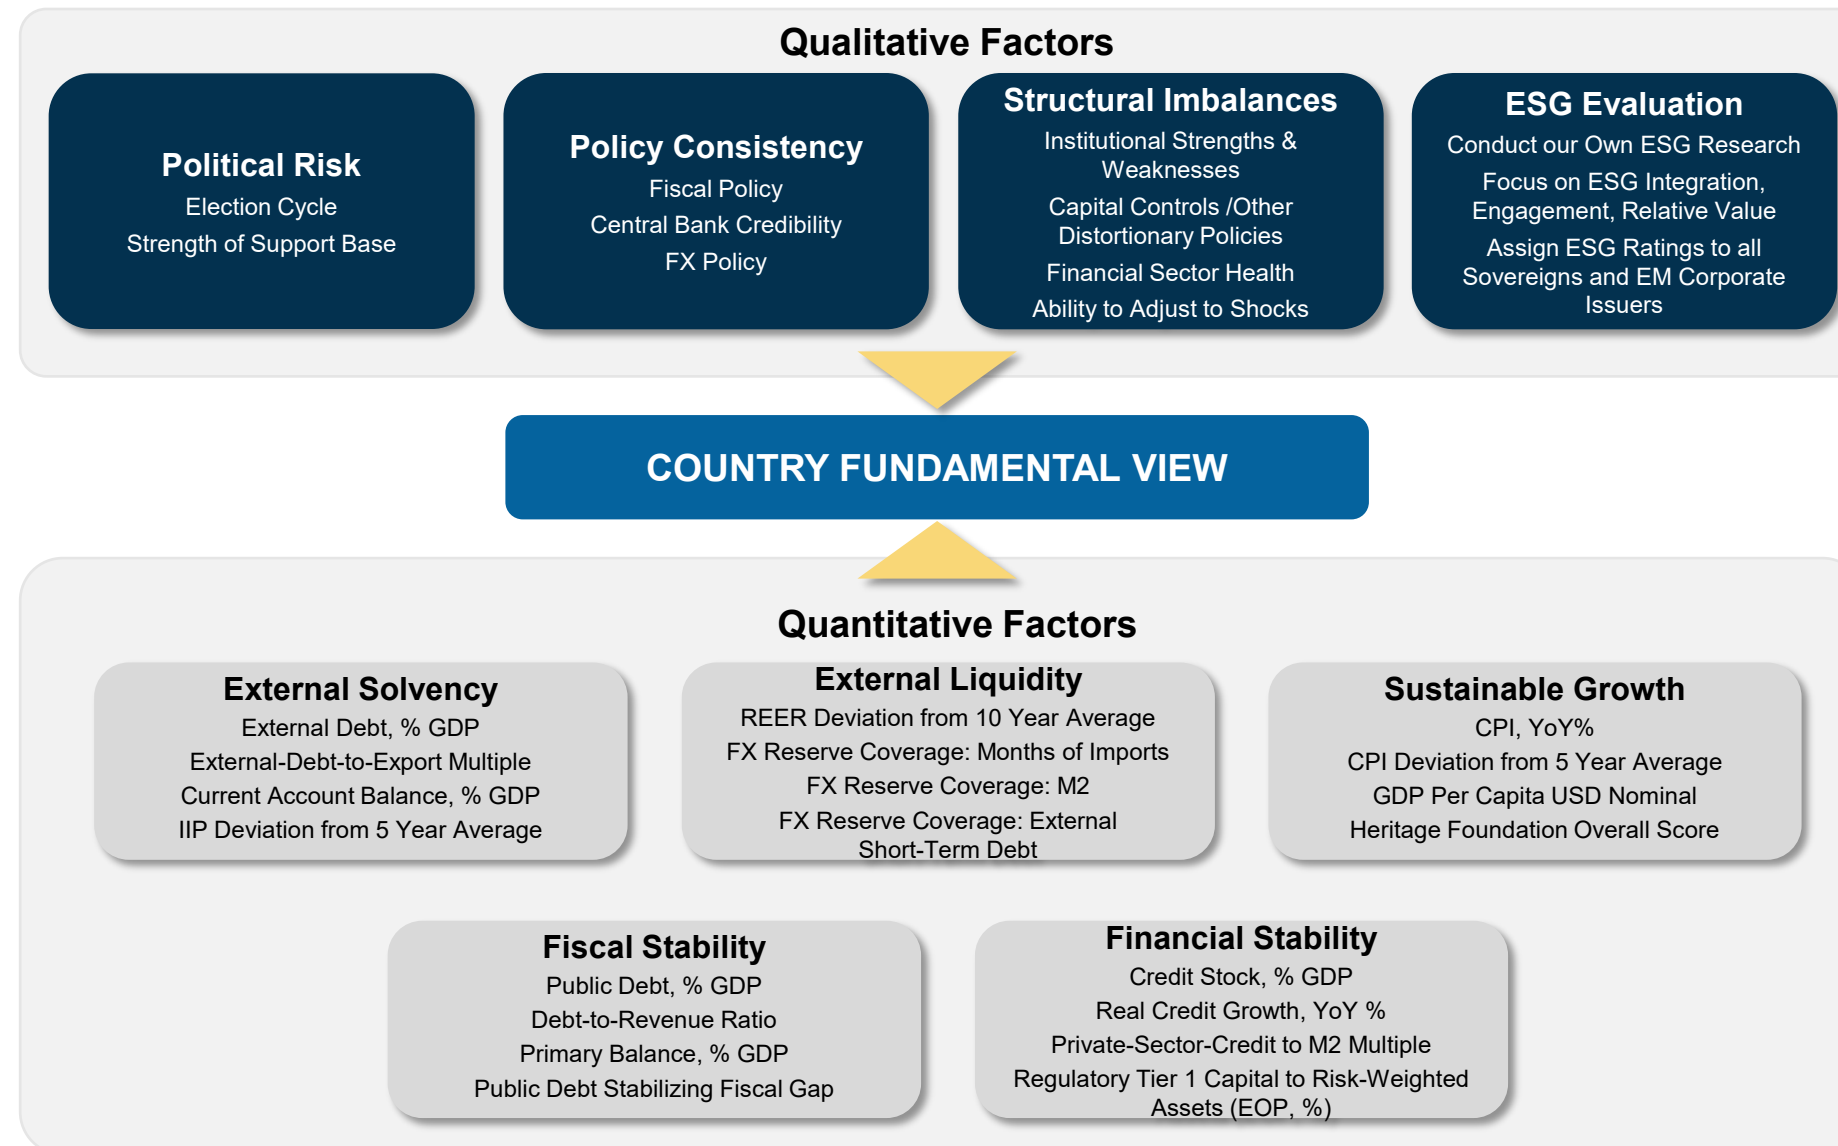 Qualitative Factors
Political Risk
Election Cycle
Strength of Support Base
Policy Consistency
Fiscal Policy
Central Bank Credibility
FX Policy
Structural Imbalances
Institutional Strengths &
Weaknesses
Capital Controls /Other
Distortionary Policies
Financial Sector Health
Ability to Adjust to Shocks
ESG Evaluation
Conduct our Own ESG Research
Focus on ESG Integration,
Engagement, Relative Value
Assign ESG Ratings to all
Sovereigns and EM Corporate
Issuers
COUNTRY FUNDAMENTAL VIEW
Quantitative Factors
External Solvency
External Debt, % GDP
External-Debt-to-Export Multiple
Current Account Balance, % GDP
IIP Deviation from 5 Year Average
External Liquidity
REER Deviation from 10 Year Average
FX Reserve Coverage: Months of Imports
FX Reserve Coverage: M2
FX Reserve Coverage: External
Short-Term Debt
Sustainable Growth
CPI, YoY%
CPI Deviation from 5 Year Average
GDP Per Capita USD Nominal
Heritage Foundation Overall Score
Fiscal Stability
Public Debt, % GDP
Debt-to-Revenue Ratio
Primary Balance, % GDP
Public Debt Stabilizing Fiscal Gap
Financial Stability
Credit Stock, % GDP
Real Credit Growth, YoY %
Private-Sector-Credit to M2 Multiple
Regulatory Tier 1 Capital to Risk-Weighted
Assets (EOP, %)